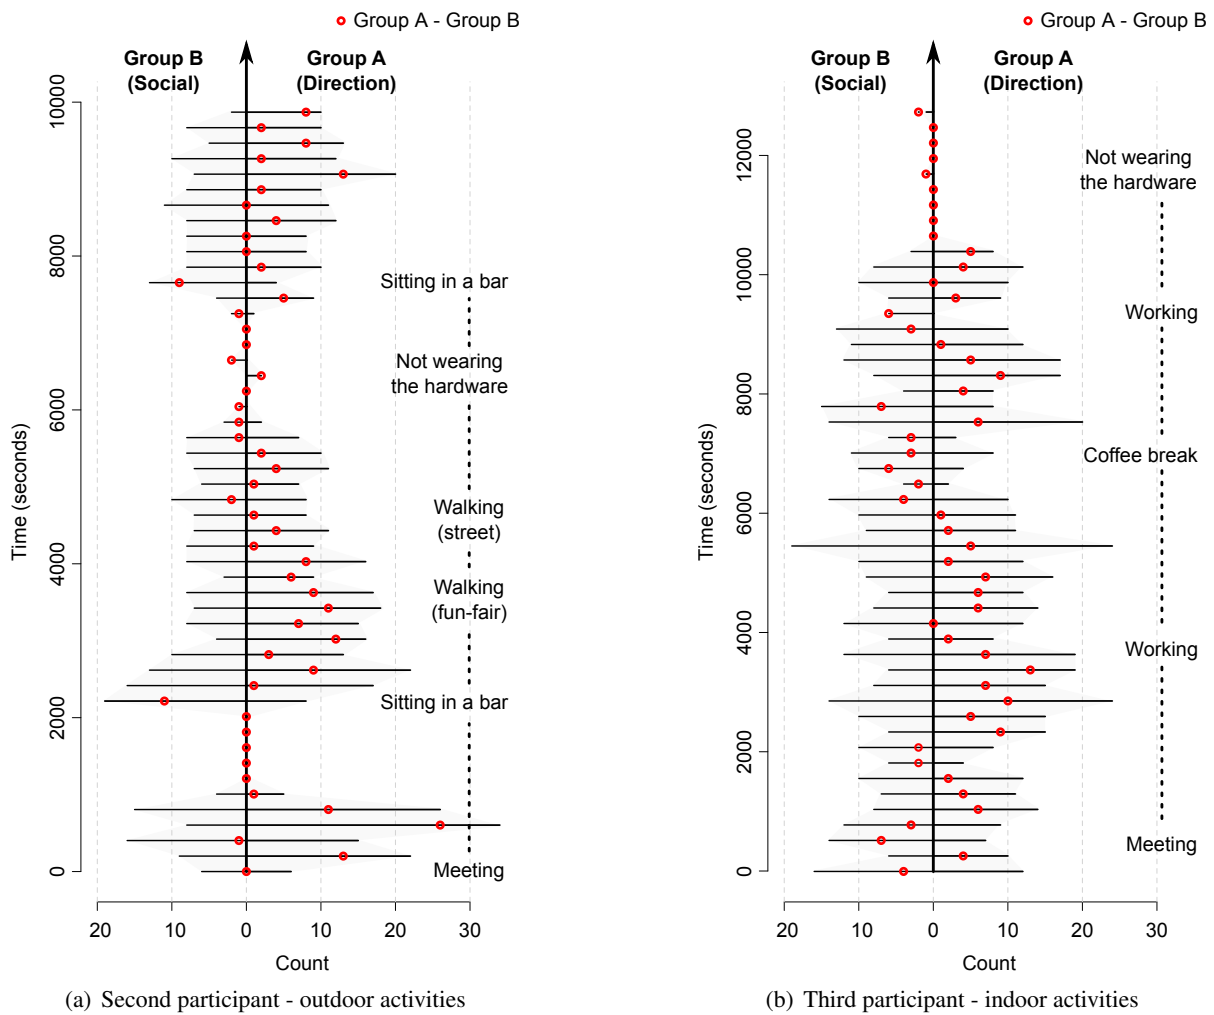 Group A - Group B
Group B
(Social)
Group A
(Direction)
Time (seconds)
10000
8000
6000
4000
2000
0
Sitting in a bar
Not wearing
the hardware
Walking
(street)
Walking
(fun-fair)
Sitting in a bar
Meeting
20 10 0 10 20 30
Count
(a) Second participant - outdoor activities
Group A - Group B
Group B
(Social)
Group A
(Direction)
Time (seconds)
12000
10000
8000
6000
4000
2000
0
Not wearing
the hardware
Working
Coffee break
Working
Meeting
20 10 0 10 20 30
Count
(b) Third participant - indoor activities